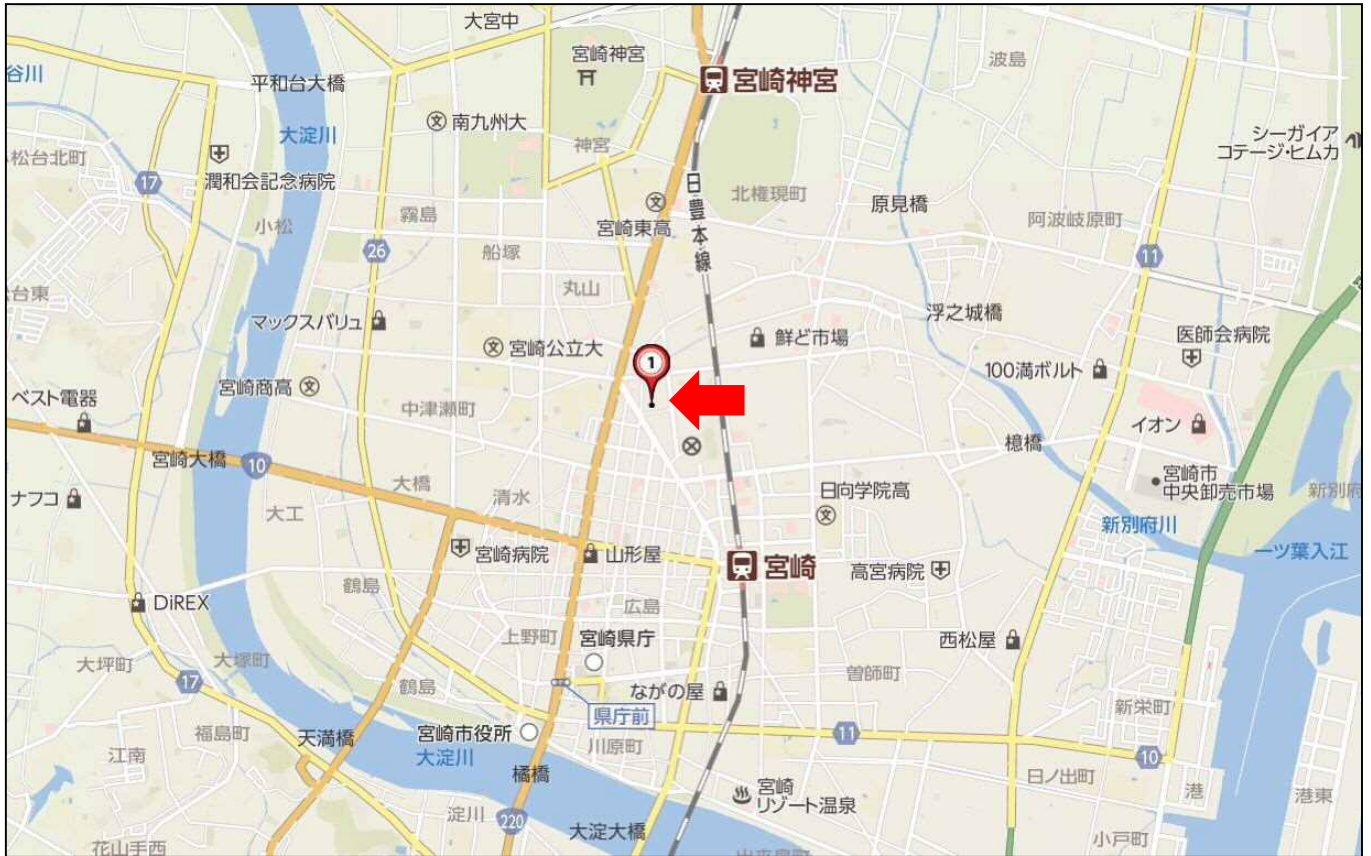 大宮中
宮崎神宮
宮崎神宮
波島
谷川
平和台大橋
大淀川
南九州大
神宮
シーガイア
コテージ・ヒムカ
松台北町
17
潤和会記念病院
小松
霧島
26
船塚
宮崎東高
日豊本線
北権現町
原見橋
阿波岐原町
11
台東
丸山
マックスバリュ
宮崎公立大
1
鮮ど市場
浮之城橋
医師会病院
100満ボルト
宮崎商高
ベスト電器
中津瀬町
イオン
宮崎大橋
10
檍橋
大橋
清水
日向学院高
宮崎市
中央卸売市場
新別府
ナフコ
大工
新別府川
宮崎病院
山形屋
宮崎
高宮病院
一ツ葉入江
鶴島
DiREX
広島
上野町
宮崎県庁
西松屋
大坪町
大塚町
17
鶴島
ながの屋
曽師町
県庁前
新栄町
福島町
天満橋
宮崎市役所
大淀川
川原町
11
10
江南
橘橋
日ノ出町
宮崎
リゾート温泉
港
港東
淀川
220
大淀大橋
小戸町
花山手西